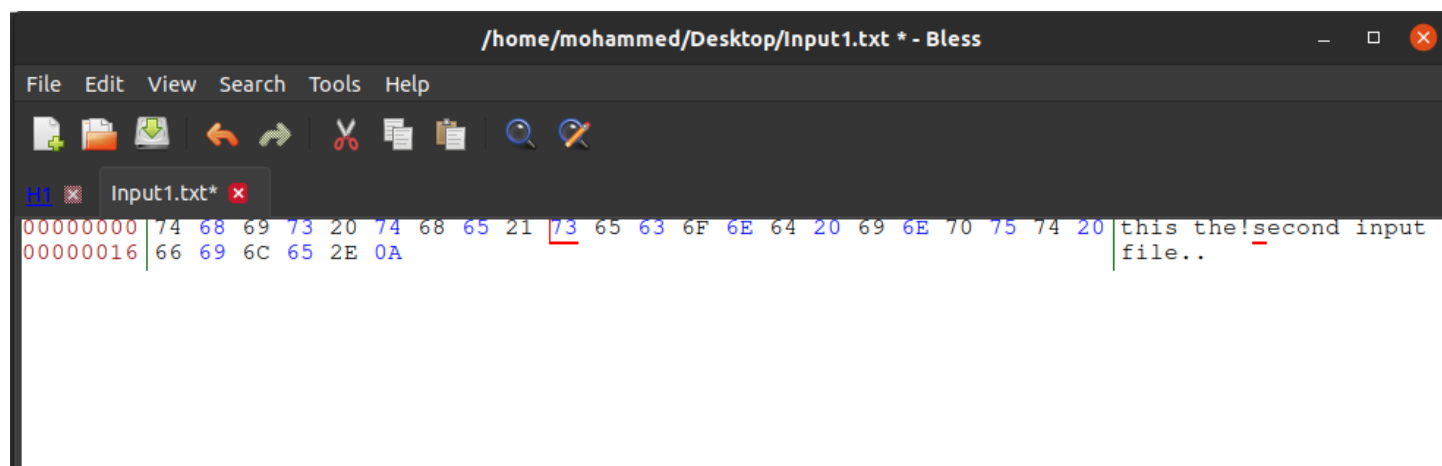 /home/mohammed/Desktop/Input1.txt * - Bless
File Edit View Search Tools Help
H1 Input1.txt*
00000000 74 68 69 73 20 74 68 65 21 73 65 63 6F 6E 64 20 69 6E 70 75 74 20 this the!second input
00000016 66 69 6C 65 2E 0A file..